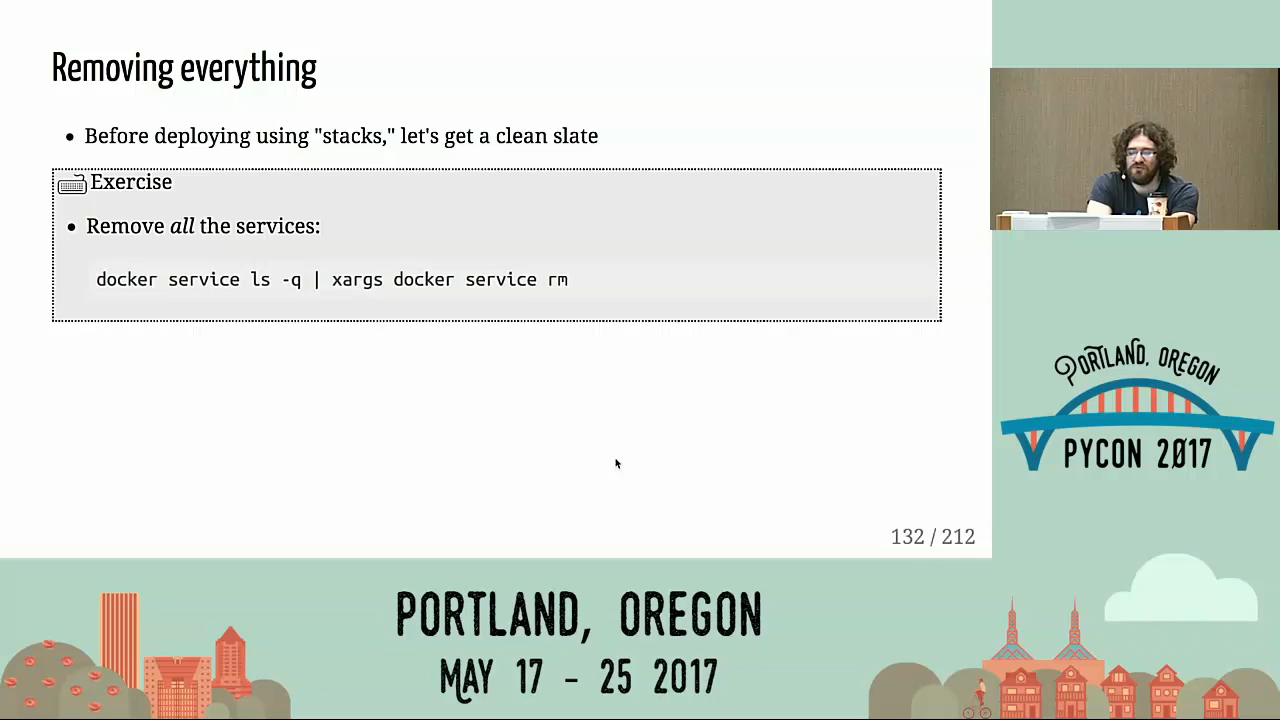 Removing everything
• Before deploying using "stacks," let's get a clean slate
Exercise
• Remove all the services:
docker service ls -q | xargs docker service rm
132 / 212
PORTLAND, OREGON
PYCON 2017
PORTLAND, OREGON
MAY 17 - 25 2017